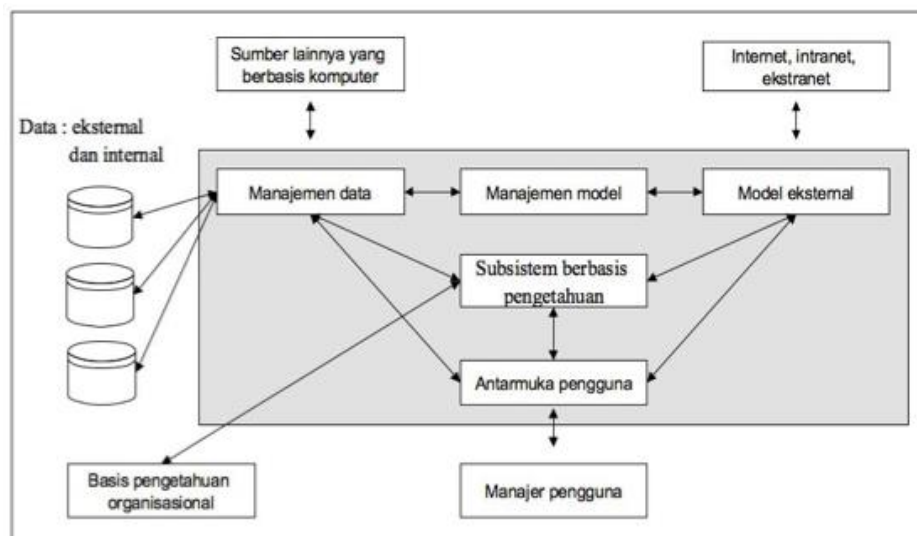 Sumber lainnya yang
berbasis komputer
Internet, intranet,
ekstranet
Data : eksternal
dan internal
Manajemen data
Manajemen model
Model eksternal
Subsistem berbasis
pengetahuan
Antarmuka pengguna
Basis pengetahuan
organisasional
Manajer pengguna